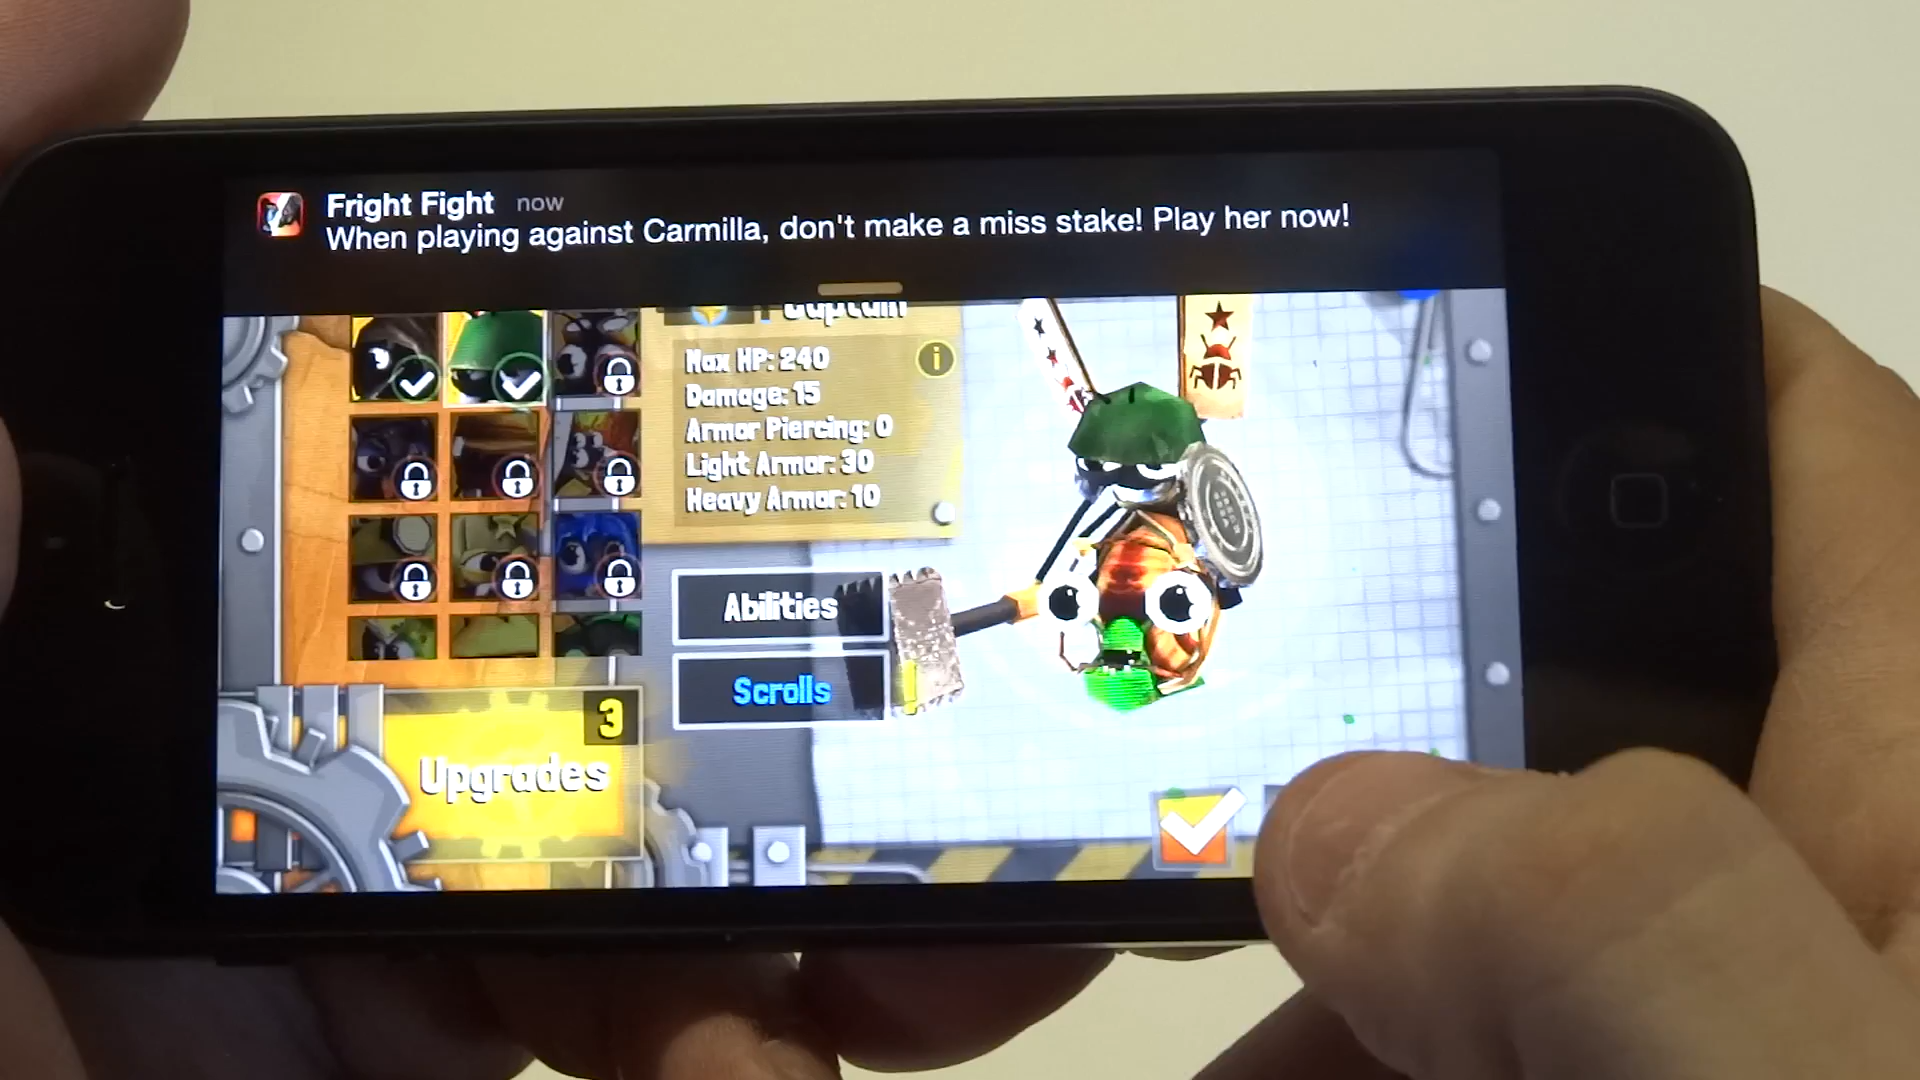 Fright Fight now
When playing against Carmilla, don't make a miss stake! Play her now!
Captain
Max HP: 240
Damage: 15
Armor Piercing: 0
Light Armor: 30
Heavy Armor: 10
Abilities
Scrolls
3
Upgrades